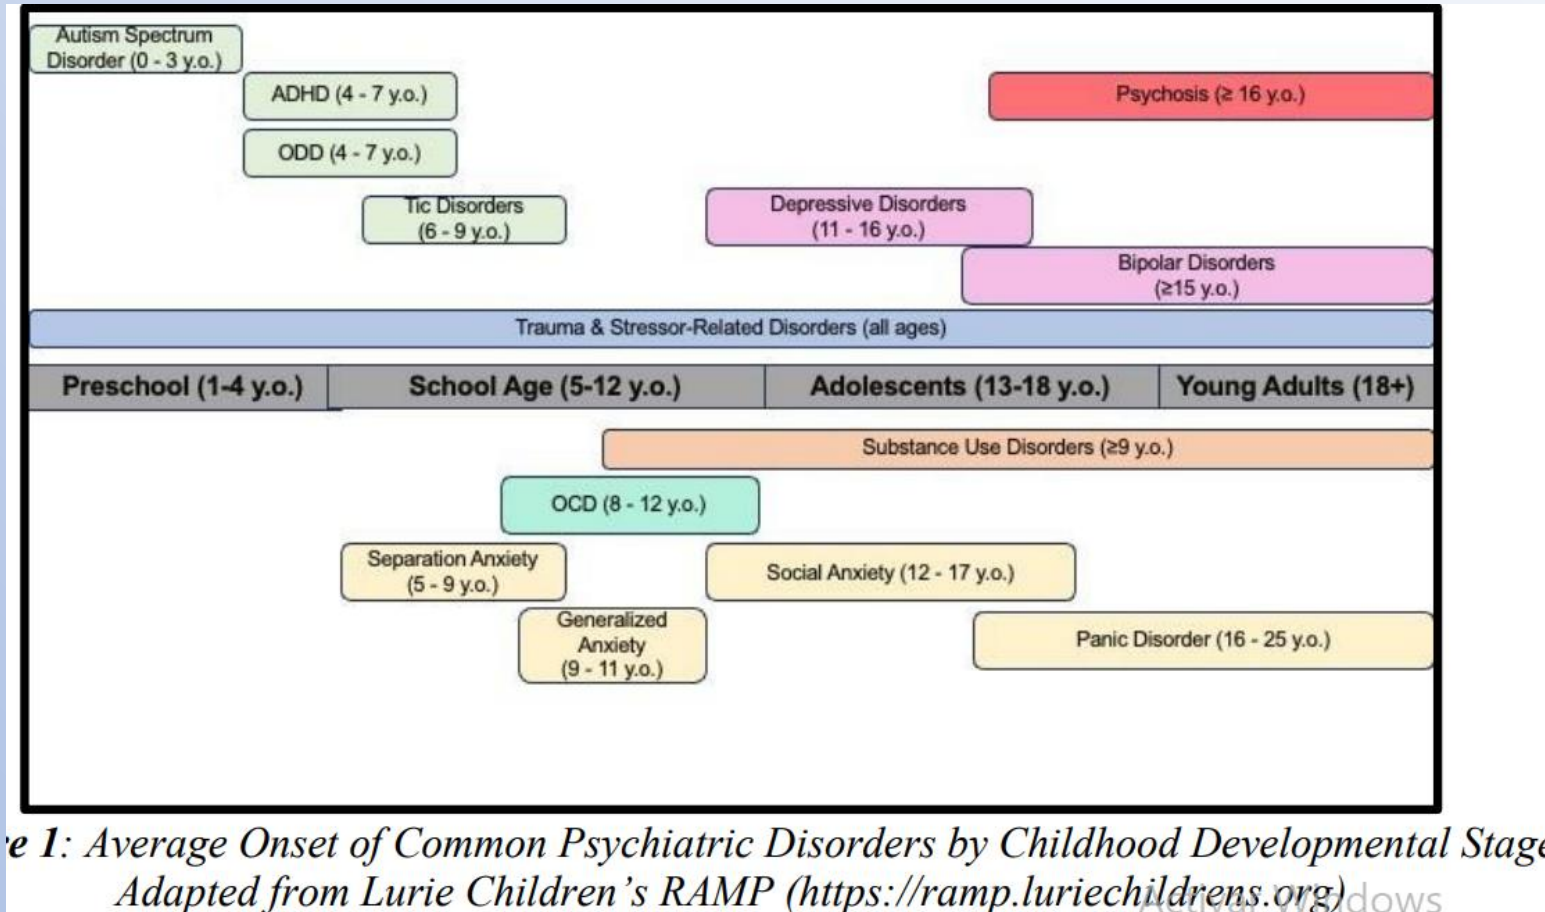 Autism Spectrum
Disorder (0 - 3 y.o.)
ADHD (4 - 7 y.o.)
Psychosis (≥ 16 y.o.)
ODD (4 - 7 y.o.)
Tic Disorders
(6 - 9 y.o.)
Depressive Disorders
(11 - 16 y.o.)
Bipolar Disorders
(≥15 y.o.)
Trauma & Stressor-Related Disorders (all ages)
Preschool (1-4 y.o.)
School Age (5-12 y.o.)
Adolescents (13-18 y.o.)
Young Adults (18+)
Substance Use Disorders (≥9 y.o.)
OCD (8 - 12 y.o.)
Separation Anxiety
(5 - 9 y.o.)
Social Anxiety (12 - 17 y.o.)
Generalized
Anxiety
(9 - 11 y.o.)
Panic Disorder (16 - 25 y.o.)
e 1: Average Onset of Common Psychiatric Disorders by Childhood Developmental Stage
Adapted from Lurie Children's RAMP (https://ramp.luriechildrens.org)
Activar Windows